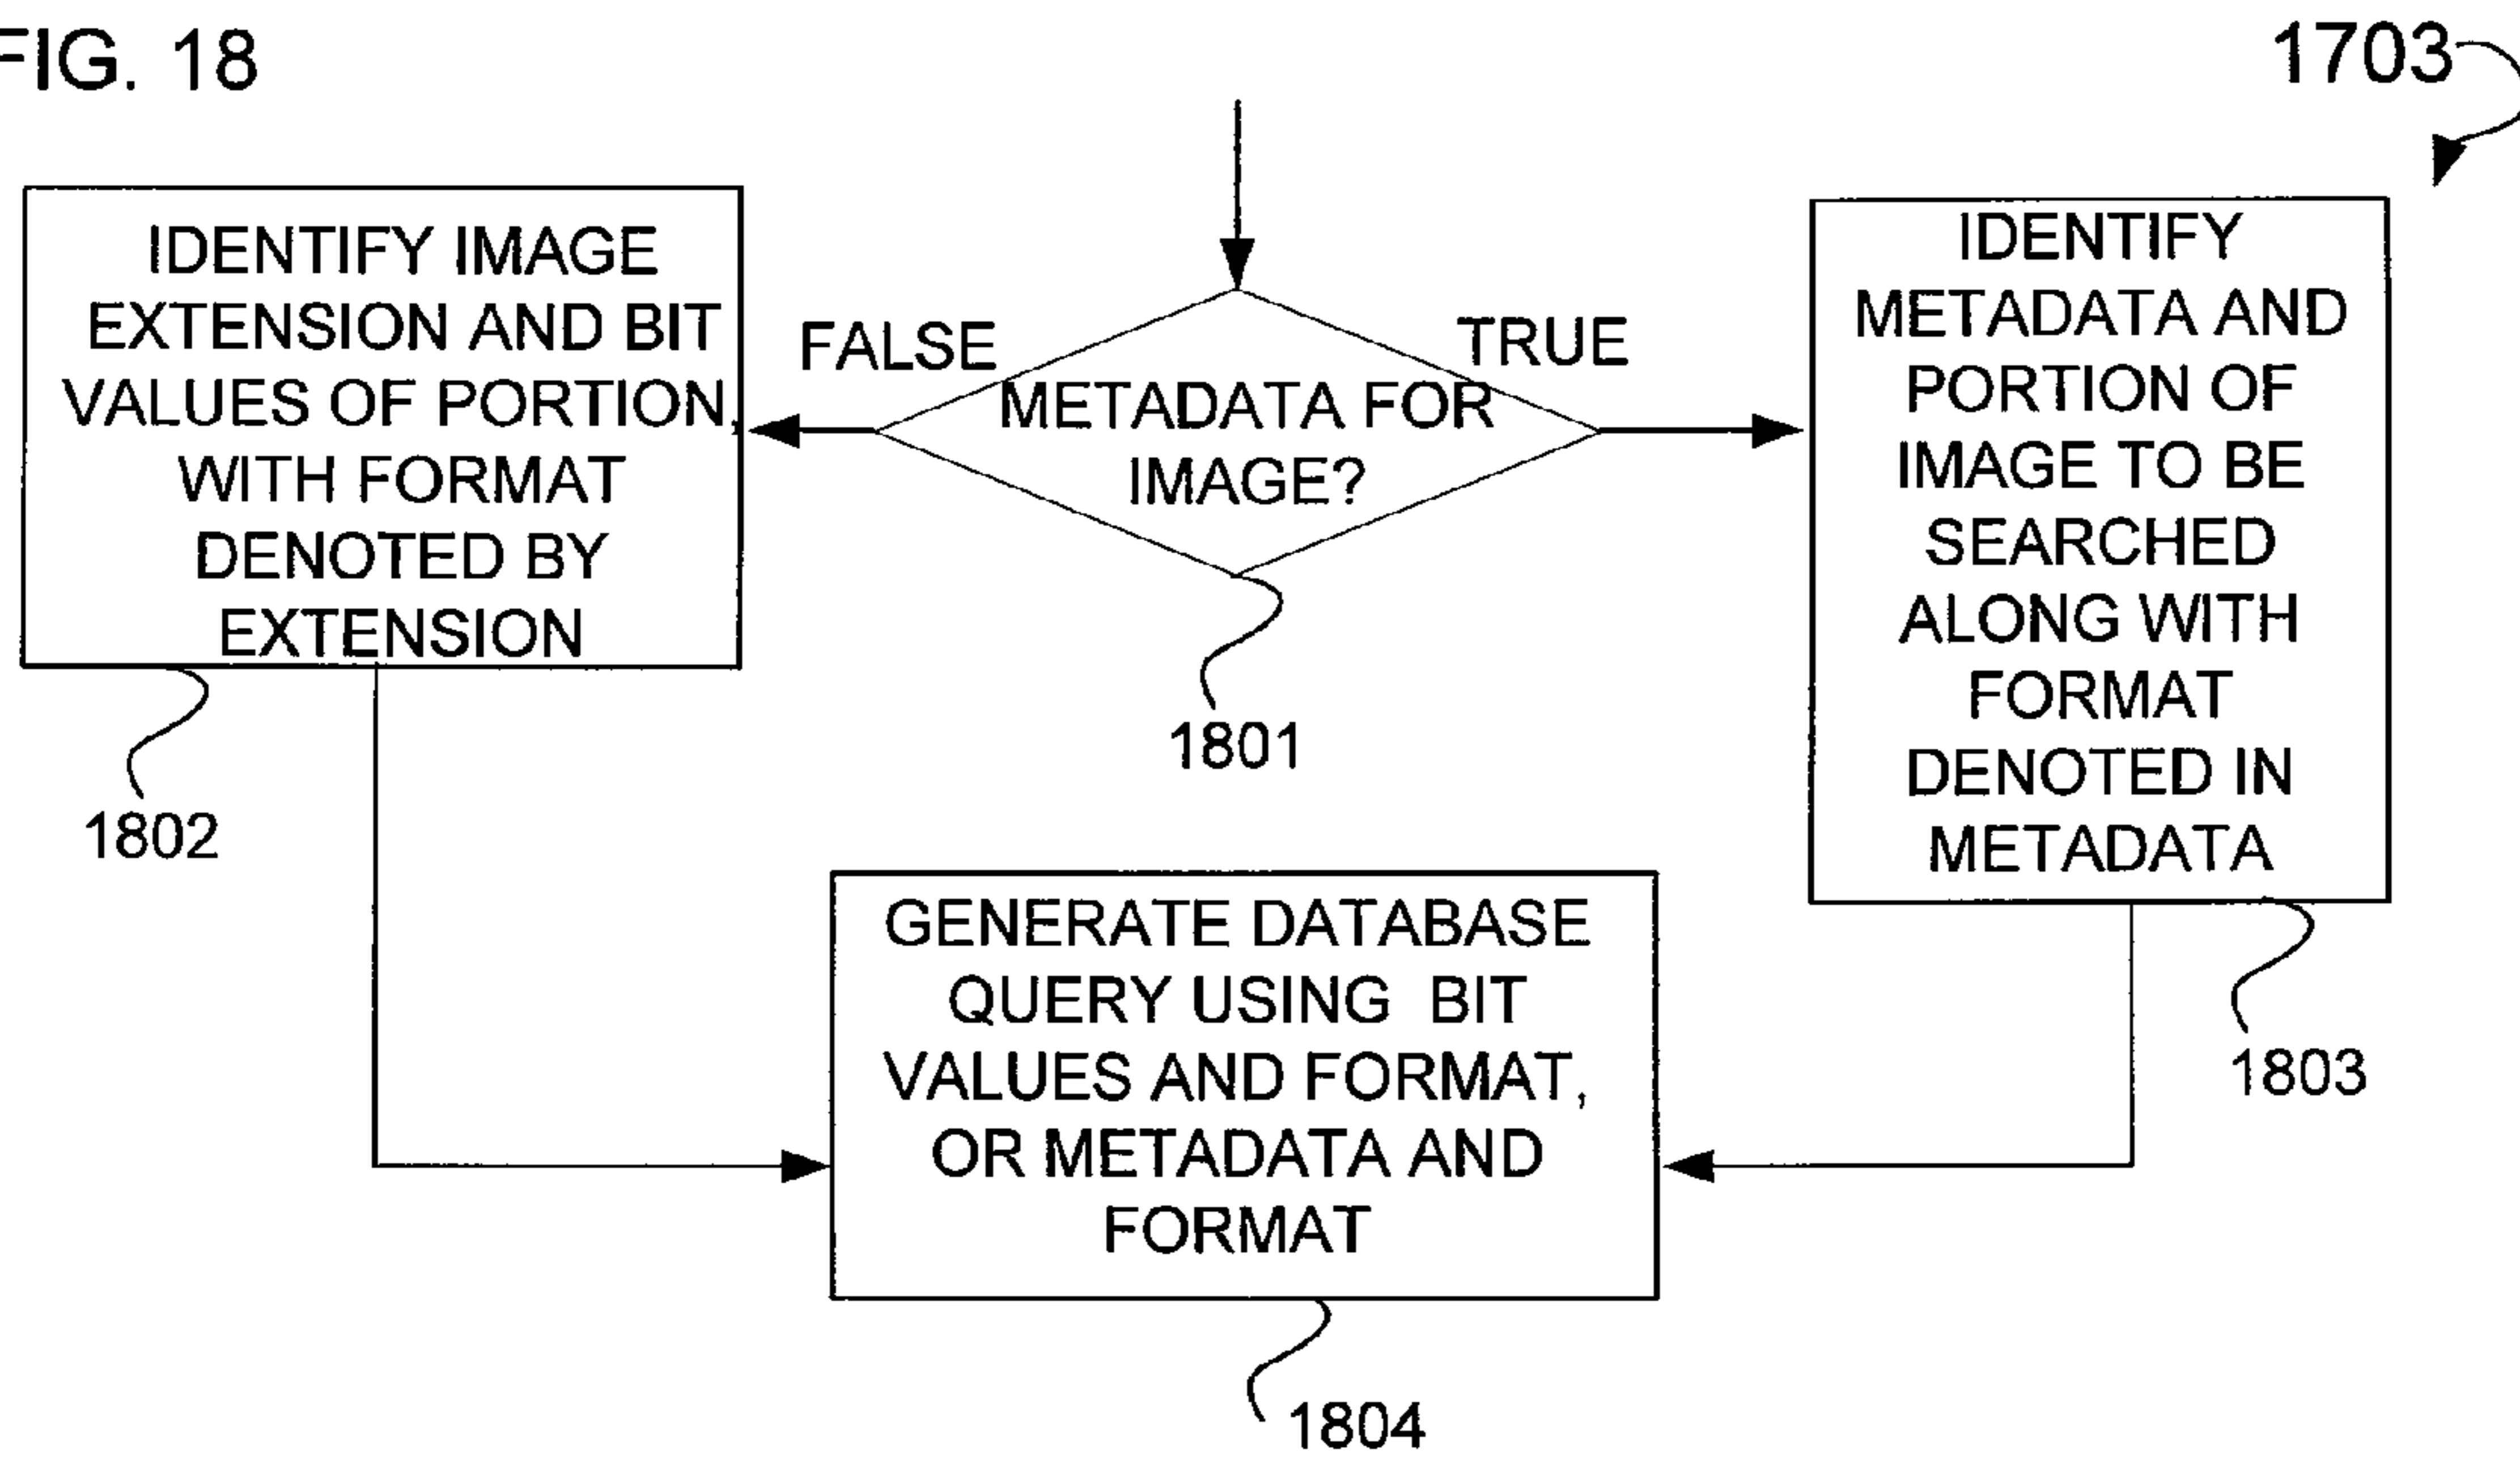 FIG. 18
1703
IDENTIFY IMAGE
EXTENSION AND BIT
VALUES OF PORTION
WITH FORMAT
DENOTED BY
EXTENSION
1802
FALSE
TRUE
METADATA FOR
IMAGE?
1801
IDENTIFY
METADATA AND
PORTION OF
IMAGE TO BE
SEARCHED
ALONG WITH
FORMAT
DENOTED IN
METADATA
1803
GENERATE DATABASE
QUERY USING BIT
VALUES AND FORMAT,
OR METADATA AND
FORMAT
1804